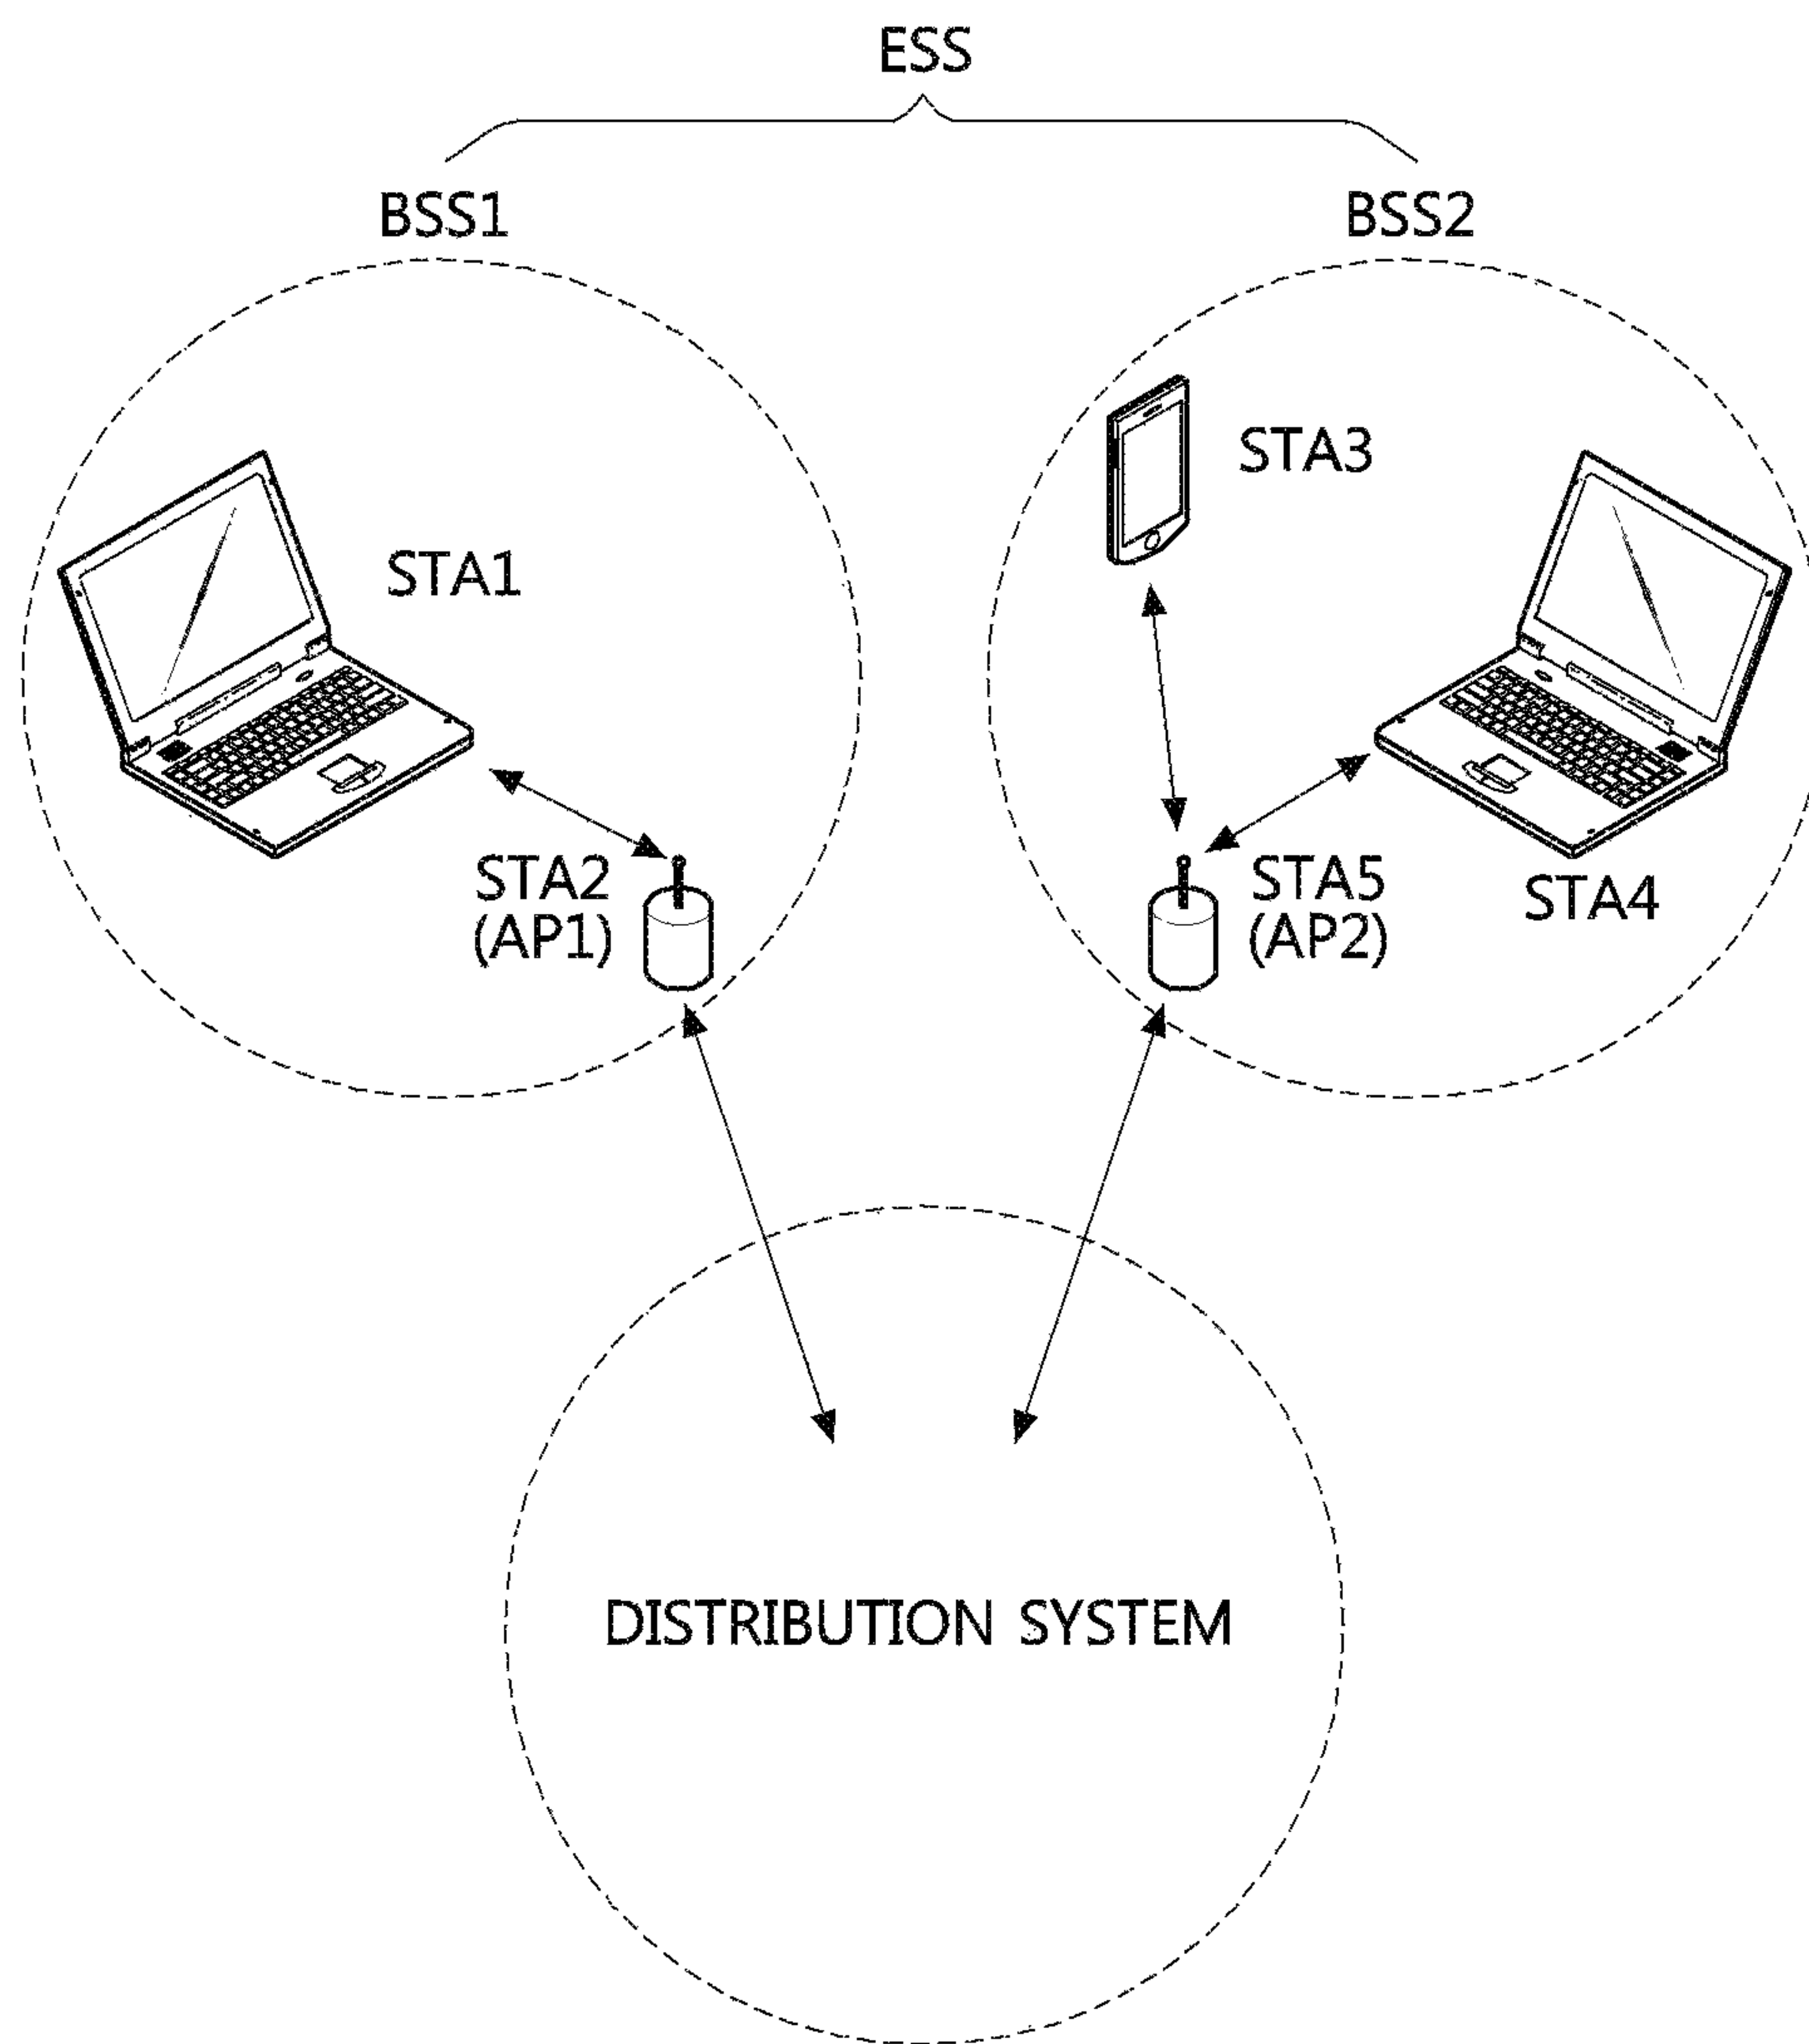 ESS
BSS1
BSS2
STA3
STA1
STA2
(AP1)
STA5
(AP2)
STA4
DISTRIBUTION SYSTEM